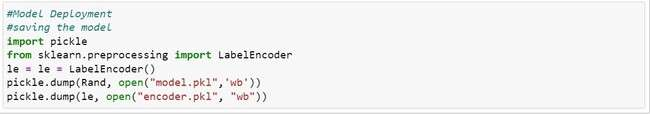 #Model Deployment
#saving the model
import pickle
from sklearn.preprocessing import LabelEncoder
le = le = LabelEncoder()
pickle.dump(Rand, open("model.pkl",'wb'))
pickle.dump(le, open("encoder.pkl", "wb"))